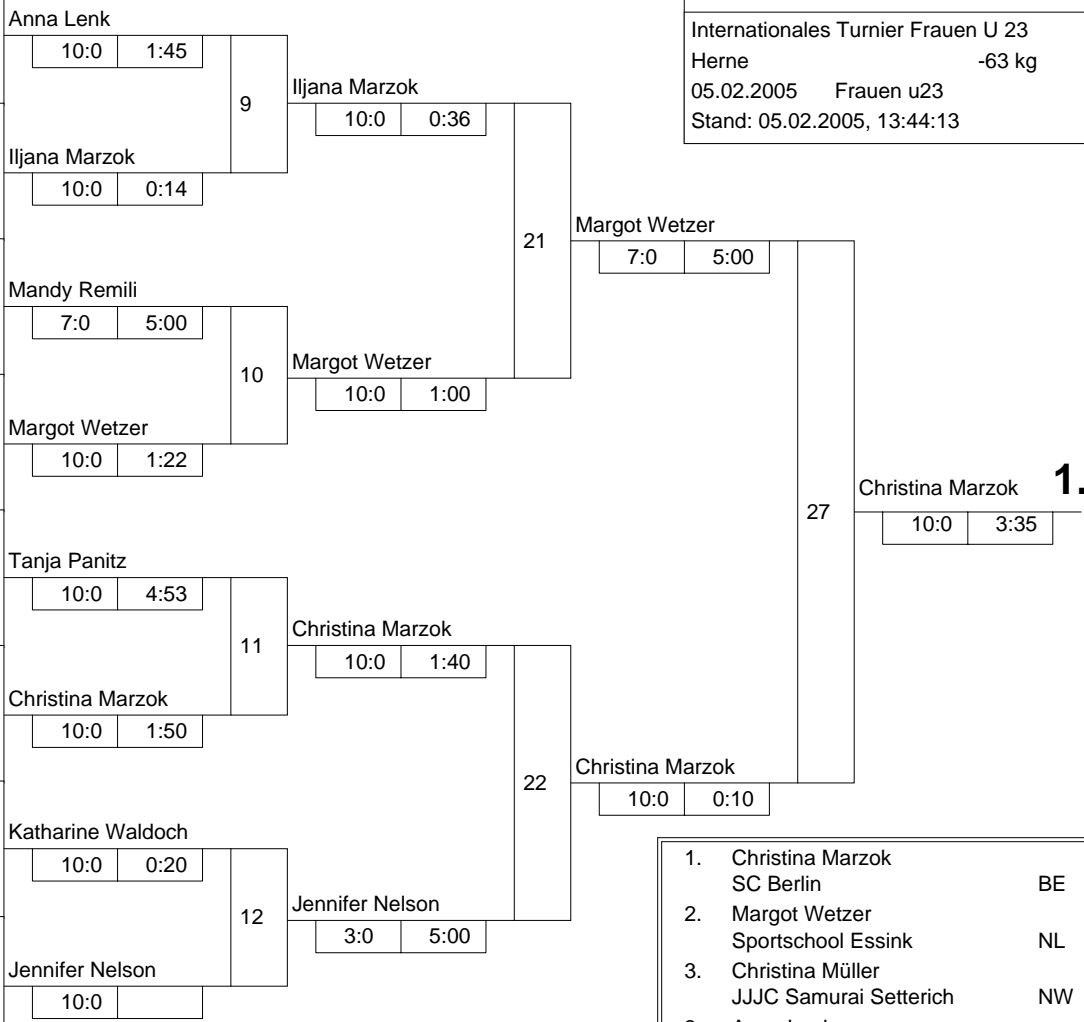 Anna Lenk
10:0 1:45
9
Iljana Marzok
10:0 0:36
Iljana Marzok
10:0 0:14
21
Margot Wetzer
7:0 5:00
Mandy Remili
7:0 5:00
10
Margot Wetzer
10:0 1:00
Margot Wetzer
10:0 1:22
27
Christina Marzok 1.
10:0 3:35
Tanja Panitz
10:0 4:53
11
Christina Marzok
10:0 1:40
Christina Marzok
10:0 1:50
22
Christina Marzok
10:0 0:10
Katharine Waldoch
10:0 0:20
12
Jennifer Nelson
3:0 5:00
Jennifer Nelson
10:0
Internationales Turnier Frauen U 23
Herne -63 kg
05.02.2005 Frauen u23
Stand: 05.02.2005, 13:44:13
1. Christina Marzok
SC Berlin BE
2. Margot Wetzer
Sportschool Essink NL
3. Christina Müller
JJJC Samurai Setterich NW